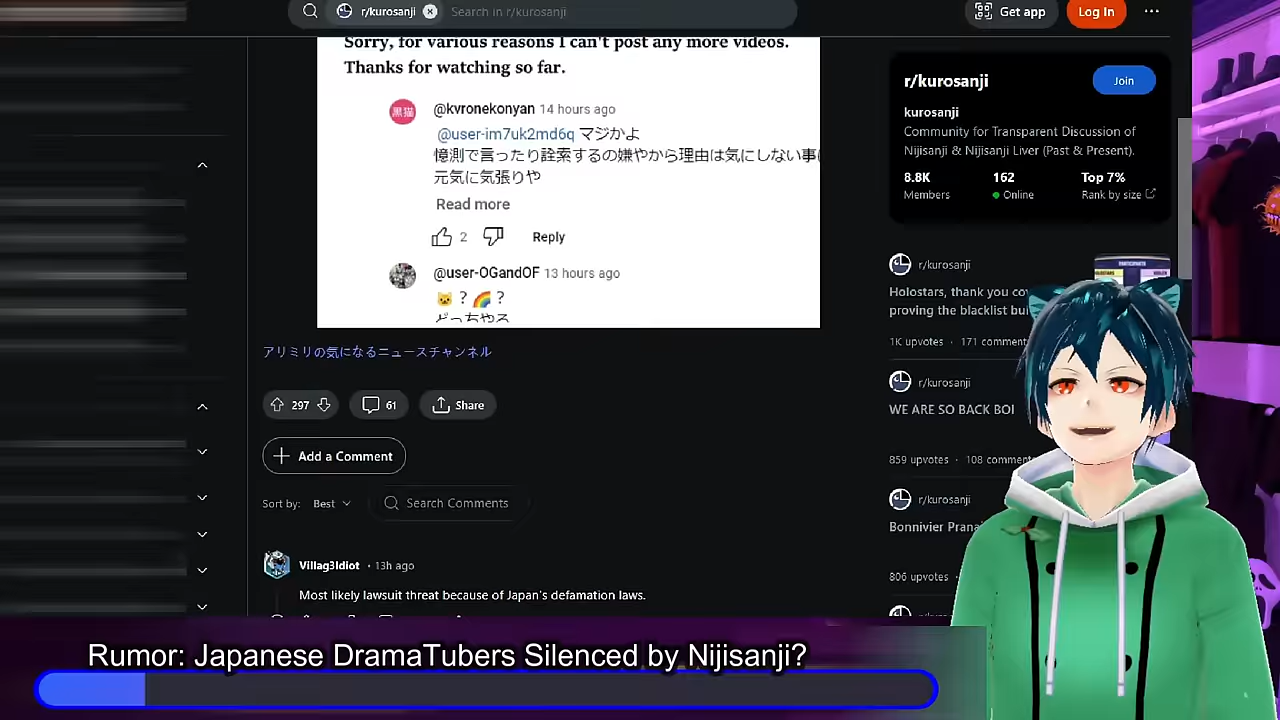 r/kurosanji
Search in r/kurosanji
Get app
Log In
Sorry, for various reasons I can't post any more videos.
Thanks for watching so far.
黒猫
@kvronekonyan 14 hours ago
@user-im7uk2md6q マジかよ
憶測で言ったり詮索するの嫌やから理由は気にしない事
元気に気張りや
Read more
2
Reply
@user-OGandOF 13 hours ago
🐱?🌈?
どっちやろ
アリミリの気になるニュースチャンネル
297
61
Share
Add a Comment
Sort by: Best
Search Comments
Villag3Idiot • 13h ago
Most likely lawsuit threat because of Japan's defamation laws.
r/kurosanji
Join
kurosanji
Community for Transparent Discussion of
Nijisanji & Nijisanji Liver (Past & Present).
8.8K
162
Top 7%
Members
Online
Rank by size
r/kurosanji
Holostars, thank you
proving the blacklist
1K upvotes · 171
r/kurosanji
WE ARE SO BACK BOI
859 upvotes · 108
r/kurosanji
Bonnivier
806 upvotes
Rumor: Japanese DramaTubers Silenced by Nijisanji?